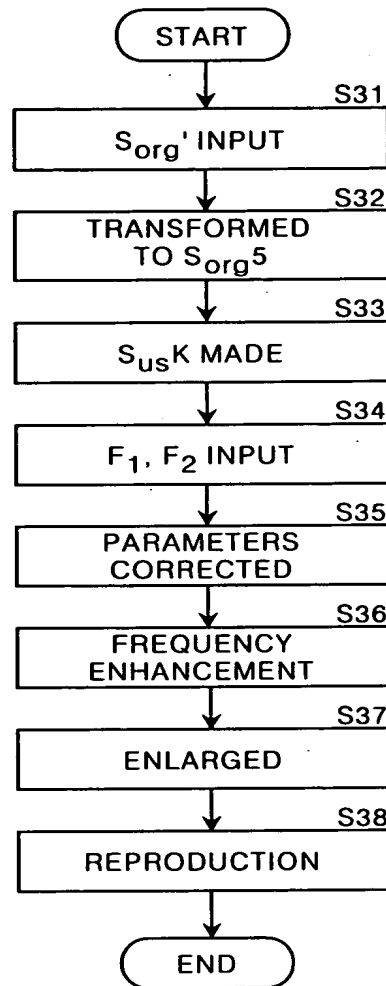 START
S31
Sorg' INPUT
S32
TRANSFORMED
TO Sorg5
S33
SusK MADE
S34
F1, F2 INPUT
S35
PARAMETERS
CORRECTED
S36
FREQUENCY
ENHANCEMENT
S37
ENLARGED
S38
REPRODUCTION
END